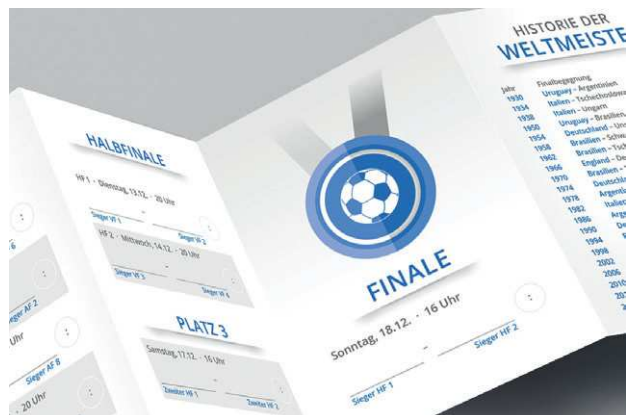 6
Sieger AF 2
Uhr
Sieger AF 8
20 Uhr
HALBFINALE
HF 1 · Dienstag, 13.12. · 20 Uhr
–
Sieger VF 1 Sieger VF 2
HF 2 · Mittwoch, 14.12. · 20 Uhr
–
Sieger VF 3 Sieger VF
PLATZ 3
Samstag, 17.12. · 16 Uhr
–
Zweiter HF 1 Zweiter HF 2
FINALE
Sonntag, 18.12. · 16 Uhr
–
Sieger HF 1 Sieger HF 2
HISTORIE DER
WELTMEISTE
Jahr Finalbegegnung
1930 Uruguay – Argentinien
1934 Italien – Tschechoslowa
1938 Italien – Ungarn
1950 Uruguay – Brasilien
1954 Deutschland – Un
1958 Brasilien – Schw
1962 Brasilien – Tsch
1966 England – De
1970 Brasilien –
1974 Deutschl
1978 Argenti
1982 Italie
1986 Arge
1990 De
1994
1998
2002
2006
2010